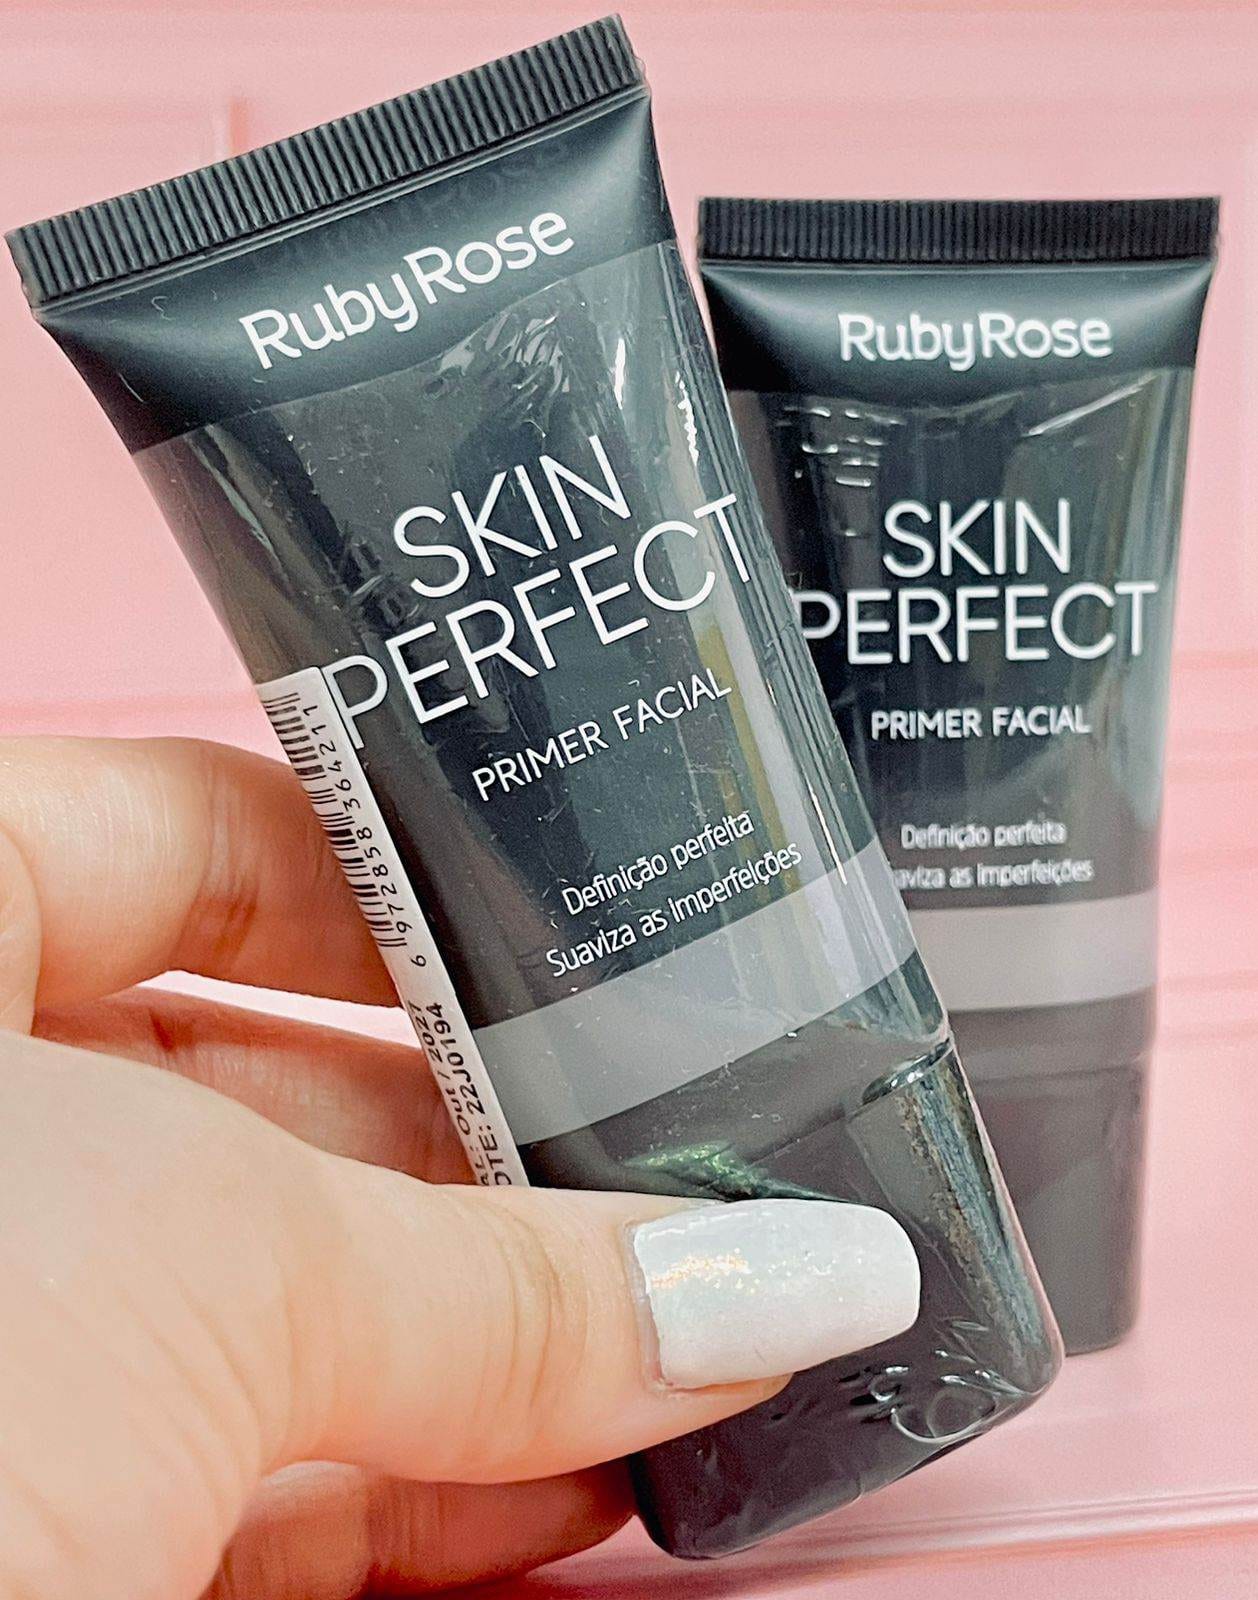 RubyRose
SKIN
PERFECT
PRIMER FACIAL
Definição perfeita
Suaviza as Imperfeições
6 972858 364211
Out / 2027
22J0194
RubyRose
SKIN
PERFECT
PRIMER FACIAL
Definição perfeita
as Imperfeições